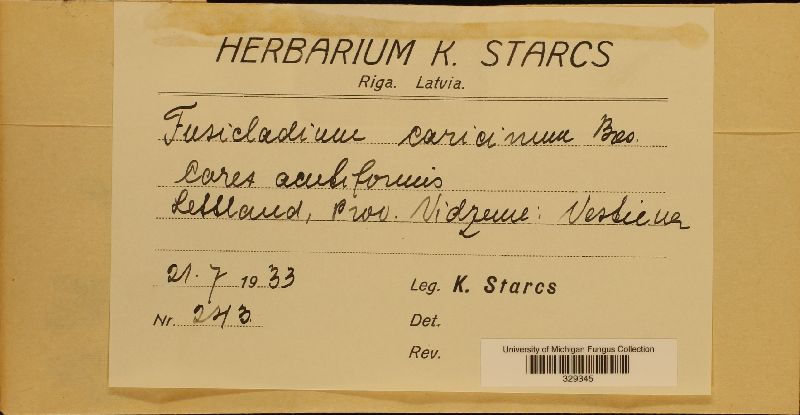 HERBARIUM K. STARCS
Riga. Latvia.
Fusicladium caricinum Bres.
Carex acutiformis
Lettland, Prov. Vidzeme: Vestiena
21.7 1933
Leg. K. Starcs
Nr. 243
Det.
Rev.
University of Michigan Fungus Collection
329345